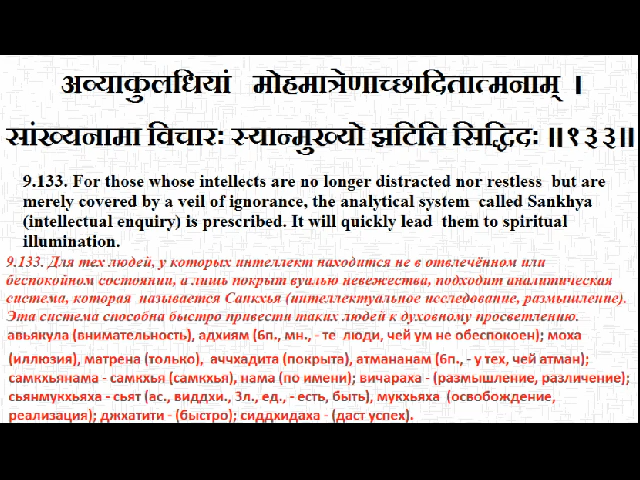 अव्याकुलधियां मोहमात्रेणाच्छादितात्मनाम् ।
सांख्यनामा विचारः स्यान्मुख्यो झटिति सिद्धिदः ॥१३३॥
9.133. For those whose intellects are no longer distracted nor restless but are
merely covered by a veil of ignorance, the analytical system called Sankhya
(intellectual enquiry) is prescribed. It will quickly lead them to spiritual
illumination.
9.133. Для тех людей, у которых интеллект находится не в отвлечённом или
беспокойном состоянии, а лишь покрыт вуалью невежества, подходит аналитическая
система, которая называется Санкхья (интеллектуальное исследование, размышление).
Эта система способна быстро привести таких людей к духовному просветлению.
авьякула (внимательность), адхиям (6п., мн., - те люди, чей ум не обеспокоен); моха
(иллюзия), матрена (только), аччхадита (покрыта), атмананам (6п., - у тех, чей атман);
самкхьянама - самкхья (самкхья), нама (по имени); вичараха - (размышление, различение);
сьянмукхьяха - сьят (ас., виддхи., 3л., ед., - есть, быть), мукхьяха (освобождение,
реализация); джхатити - (быстро); сиддхидаха - (даст успех).